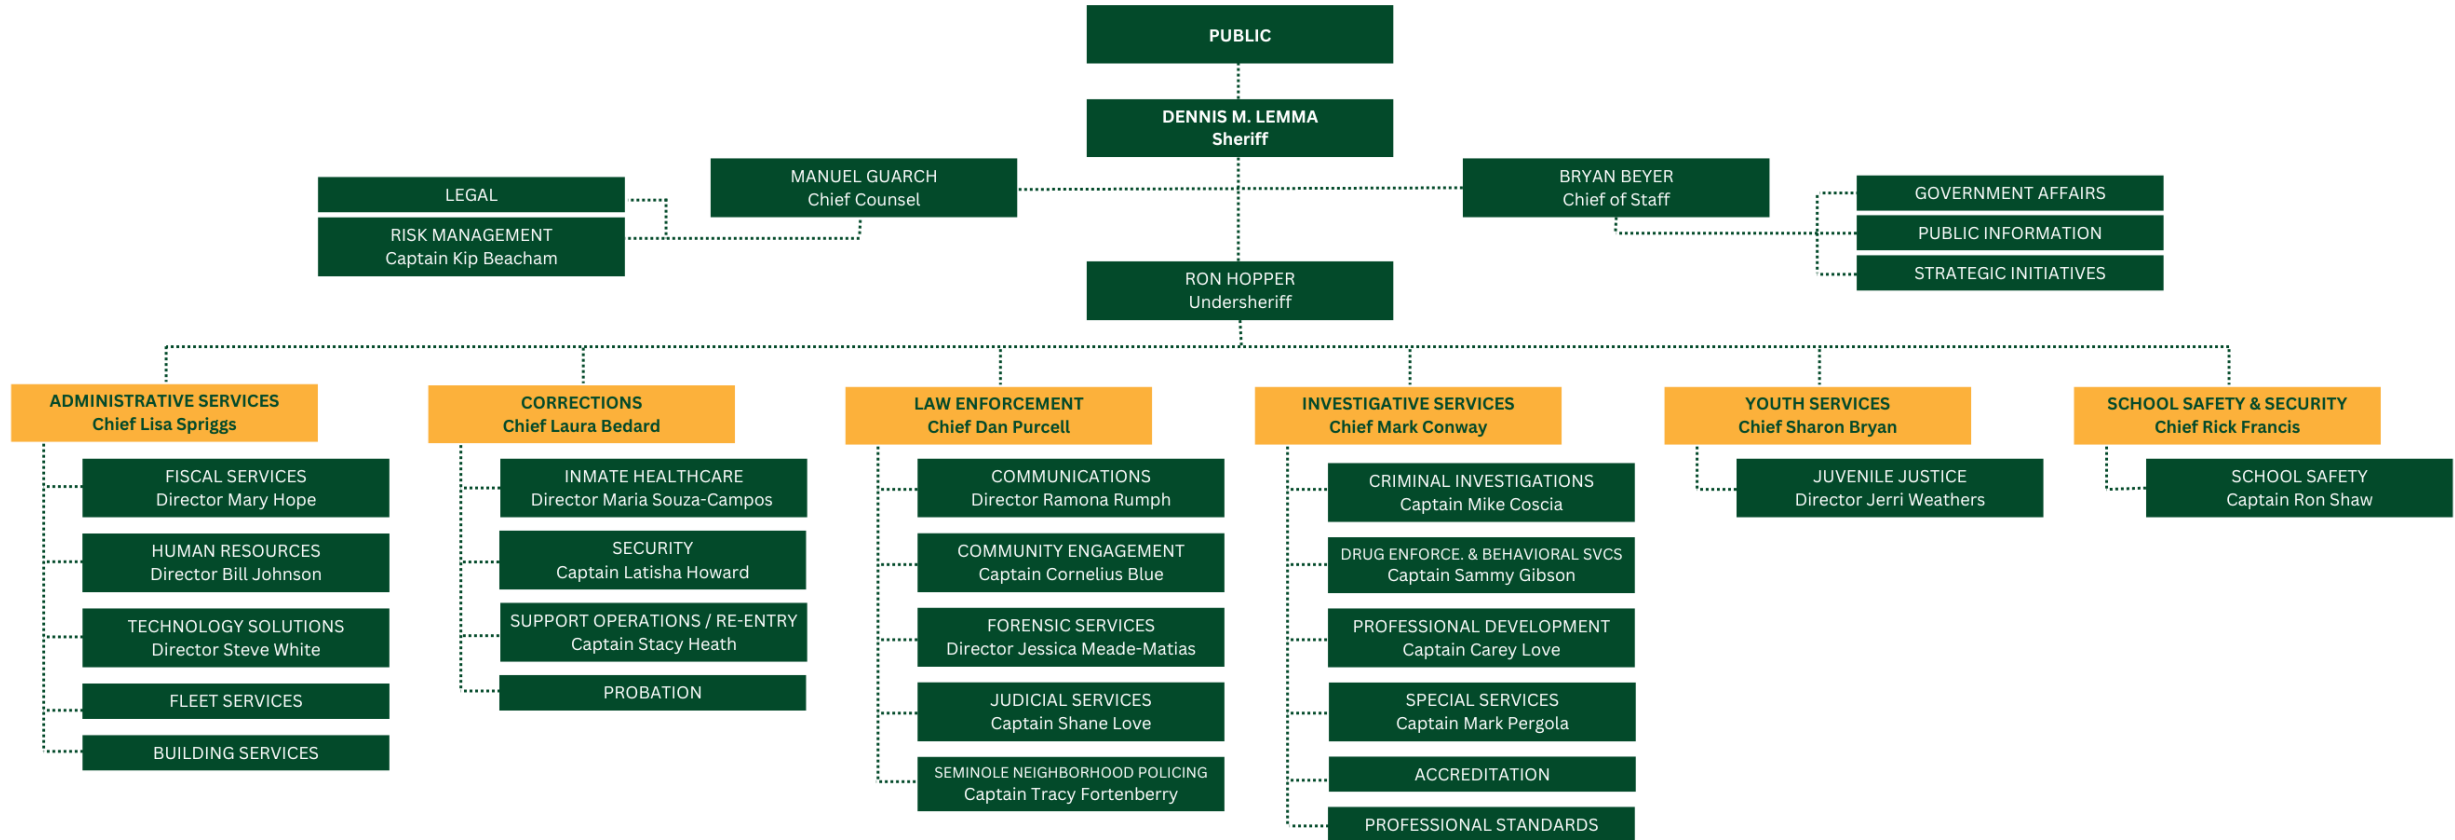 PUBLIC
DENNIS M. LEMMA
Sheriff
MANUEL GUARCH
Chief Counsel
BRYAN BEYER
Chief of Staff
LEGAL
RISK MANAGEMENT
Captain Kip Beacham
GOVERNMENT AFFAIRS
PUBLIC INFORMATION
STRATEGIC INITIATIVES
RON HOPPER
Undersheriff
ADMINISTRATIVE SERVICES
Chief Lisa Spriggs
FISCAL SERVICES
Director Mary Hope
HUMAN RESOURCES
Director Bill Johnson
TECHNOLOGY SOLUTIONS
Director Steve White
FLEET SERVICES
BUILDING SERVICES
CORRECTIONS
Chief Laura Bedard
INMATE HEALTHCARE
Director Maria Souza-Campos
SECURITY
Captain Latisha Howard
SUPPORT OPERATIONS / RE-ENTRY
Captain Stacy Heath
PROBATION
LAW ENFORCEMENT
Chief Dan Purcell
COMMUNICATIONS
Director Ramona Rumph
COMMUNITY ENGAGEMENT
Captain Cornelius Blue
FORENSIC SERVICES
Director Jessica Meade-Matias
JUDICIAL SERVICES
Captain Shane Love
SEMINOLE NEIGHBORHOOD POLICING
Captain Tracy Fortenberry
INVESTIGATIVE SERVICES
Chief Mark Conway
CRIMINAL INVESTIGATIONS
Captain Mike Coscia
DRUG ENFORCE. & BEHAVIORAL SVCS
Captain Sammy Gibson
PROFESSIONAL DEVELOPMENT
Captain Carey Love
SPECIAL SERVICES
Captain Mark Pergola
ACCREDITATION
PROFESSIONAL STANDARDS
YOUTH SERVICES
Chief Sharon Bryan
JUVENILE JUSTICE
Director Jerri Weathers
SCHOOL SAFETY & SECURITY
Chief Rick Francis
SCHOOL SAFETY
Captain Ron Shaw